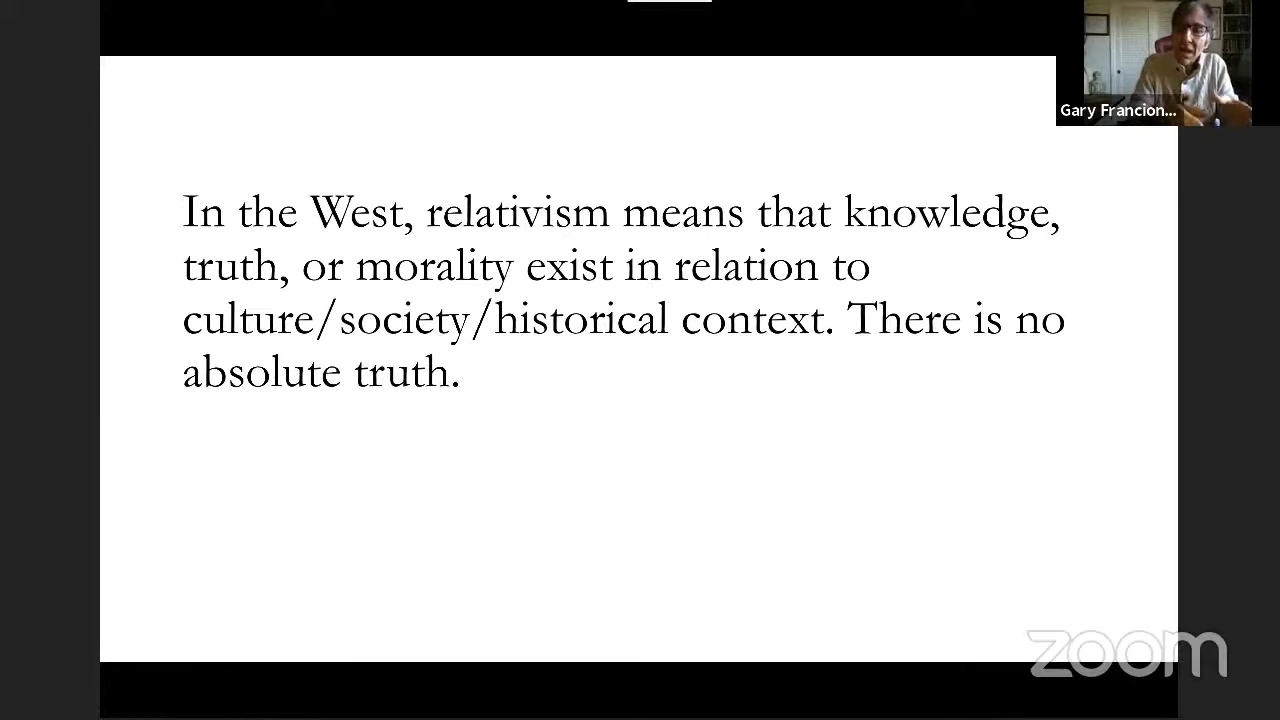 Gary Francion...
In the West, relativism means that knowledge,
truth, or morality exist in relation to
culture/society/historical context. There is no
absolute truth.
zoom